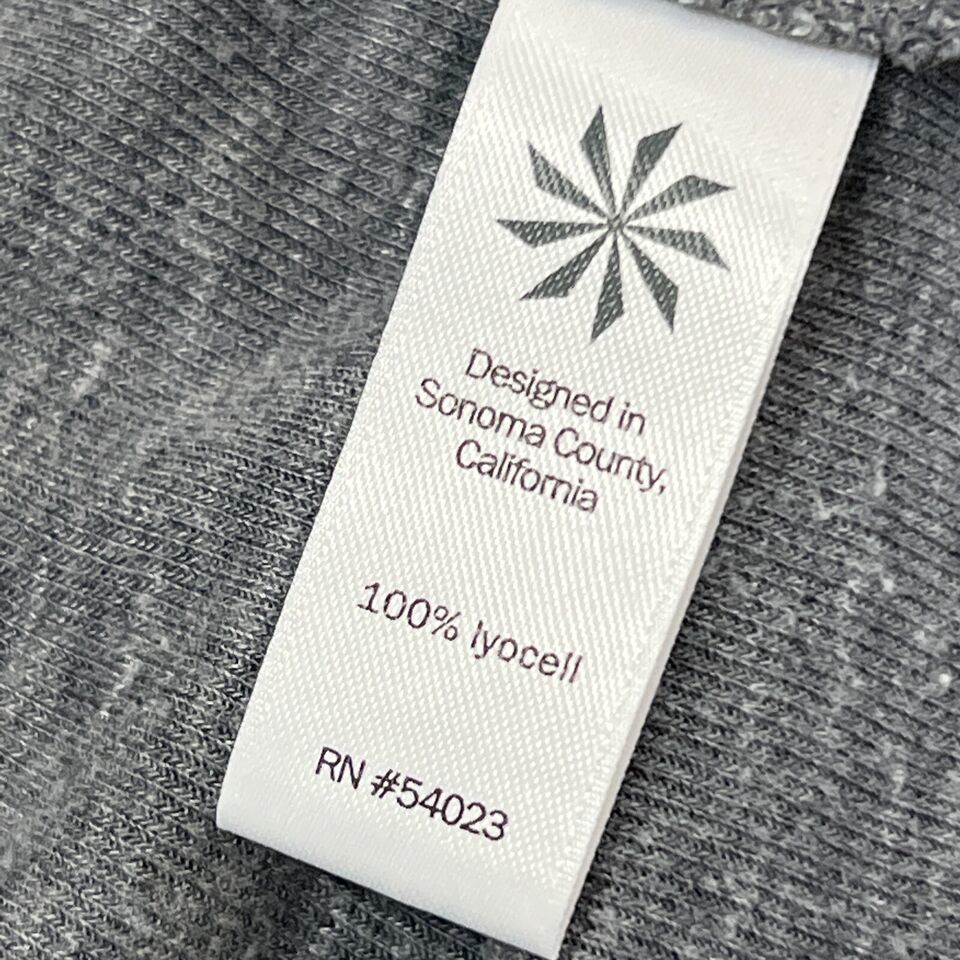 Designed in
Sonoma County,
California
100% lyocell
RN #54023